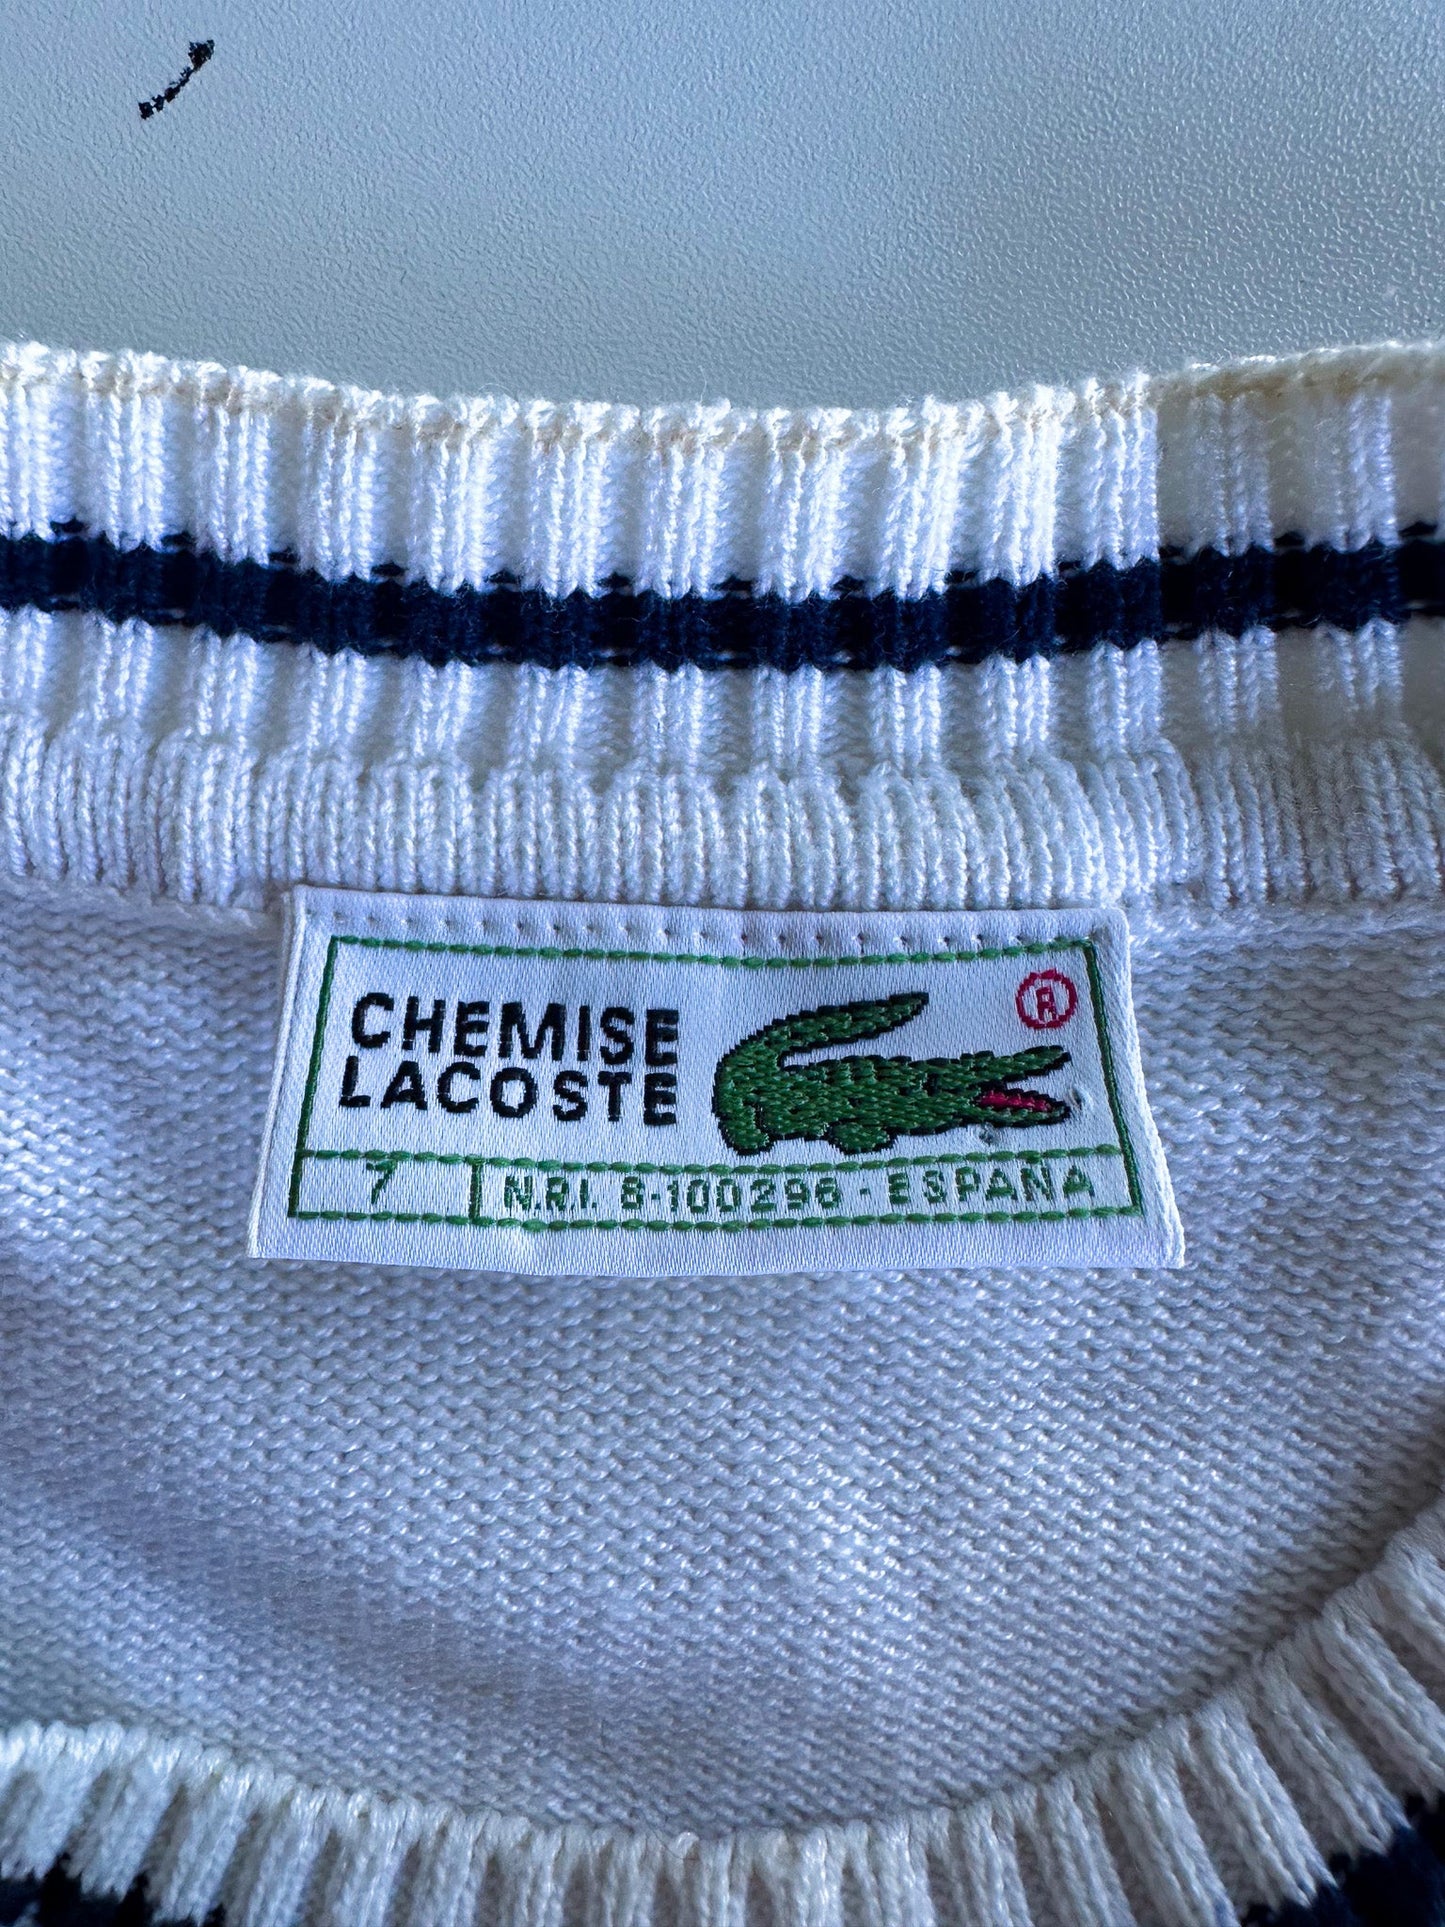 CHEMISE
LACOSTE
®
7
N.R.I. 8-100296 - ESPAÑA